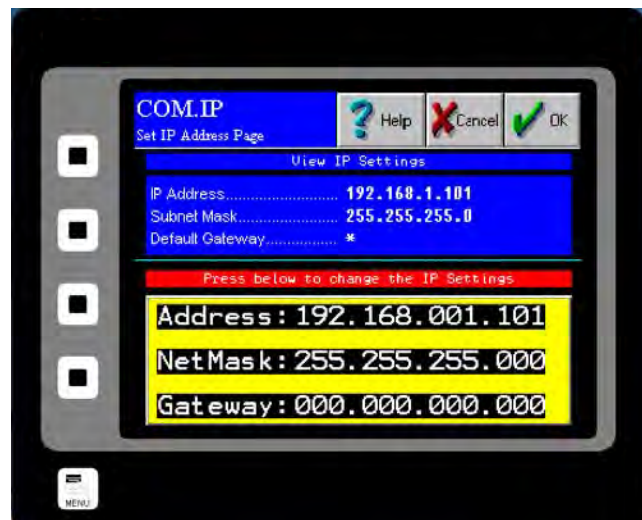 COM.IP
Set IP Address Page
Help
Cancel
OK
View IP Settings
IP Address........................... 192.168.1.101
Subnet Mask........................ 255.255.255.0
Default Gateway................. *
Press below to change the IP Settings
Address:192.168.001.101
NetMask:255.255.255.000
Gateway:000.000.000.000
MENU